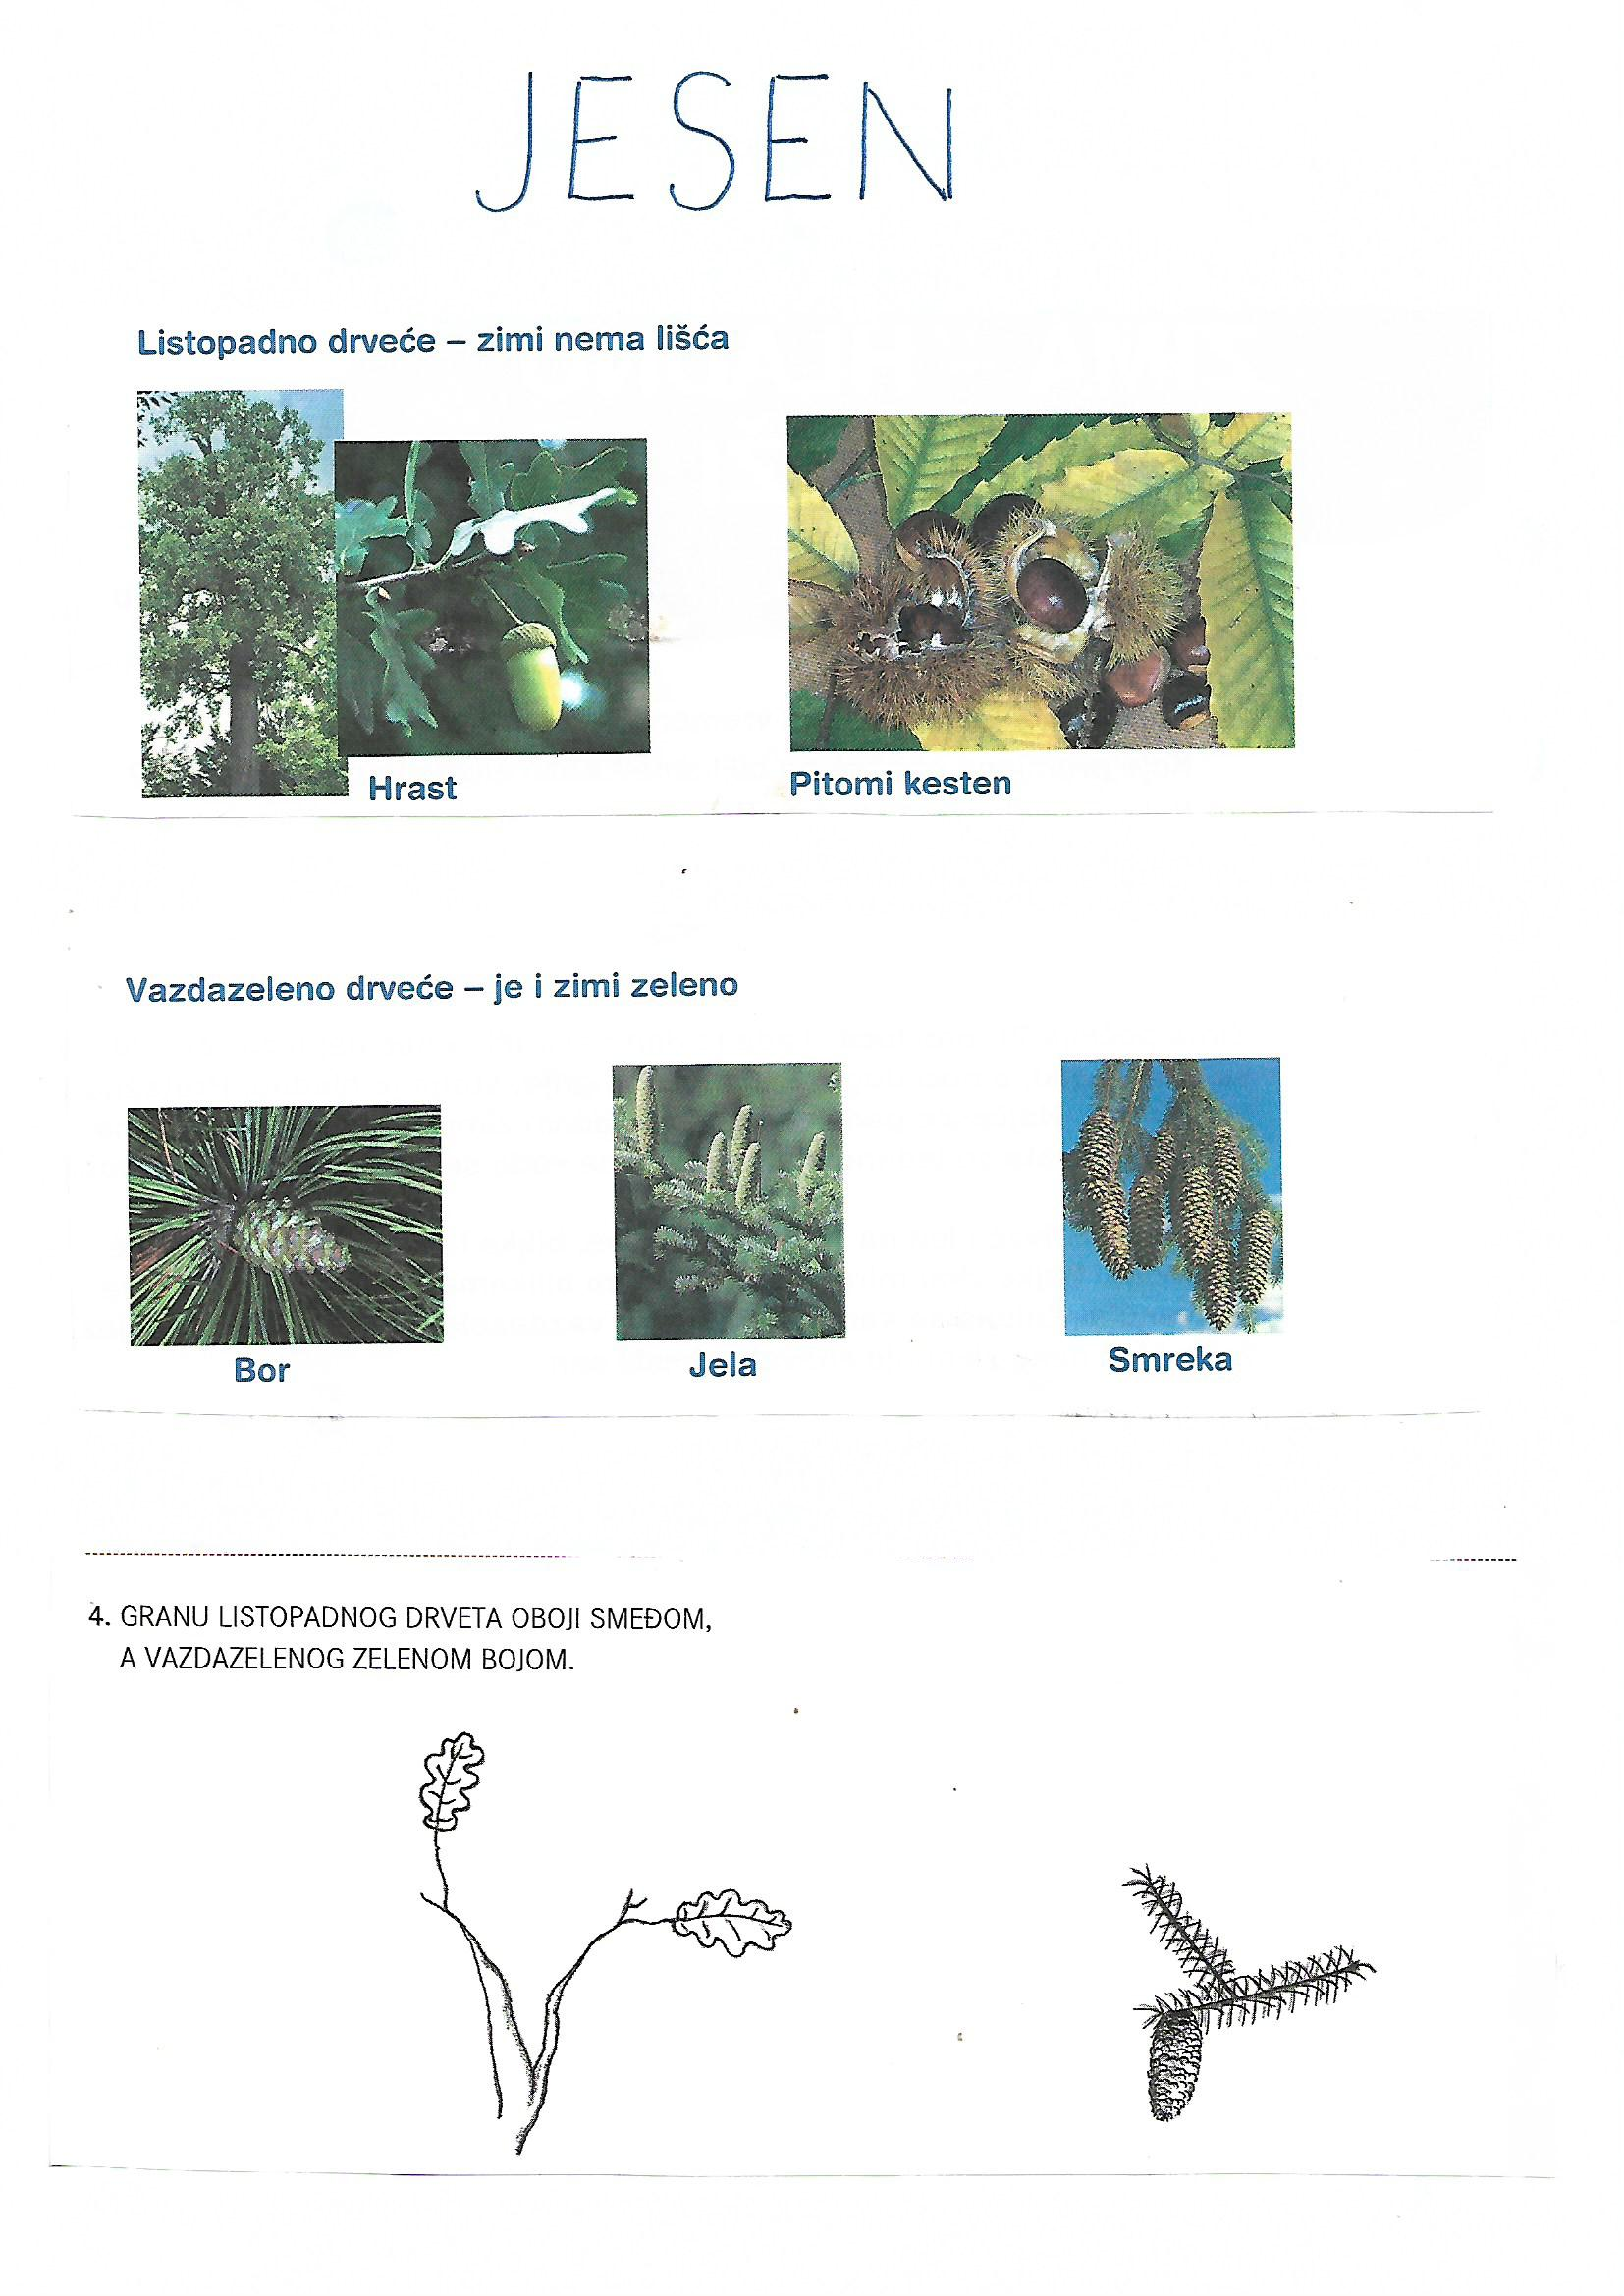 JESEN
Listopadno drveće – zimi nema lišća
Hrast
Pitomi kesten
Vazdazeleno drveće – je i zimi zeleno
Bor
Jela
Smreka
4. GRANU LISTOPADNOG DRVETA OBOJI SMEĐOM,
A VAZDAZELENOG ZELENOM BOJOM.